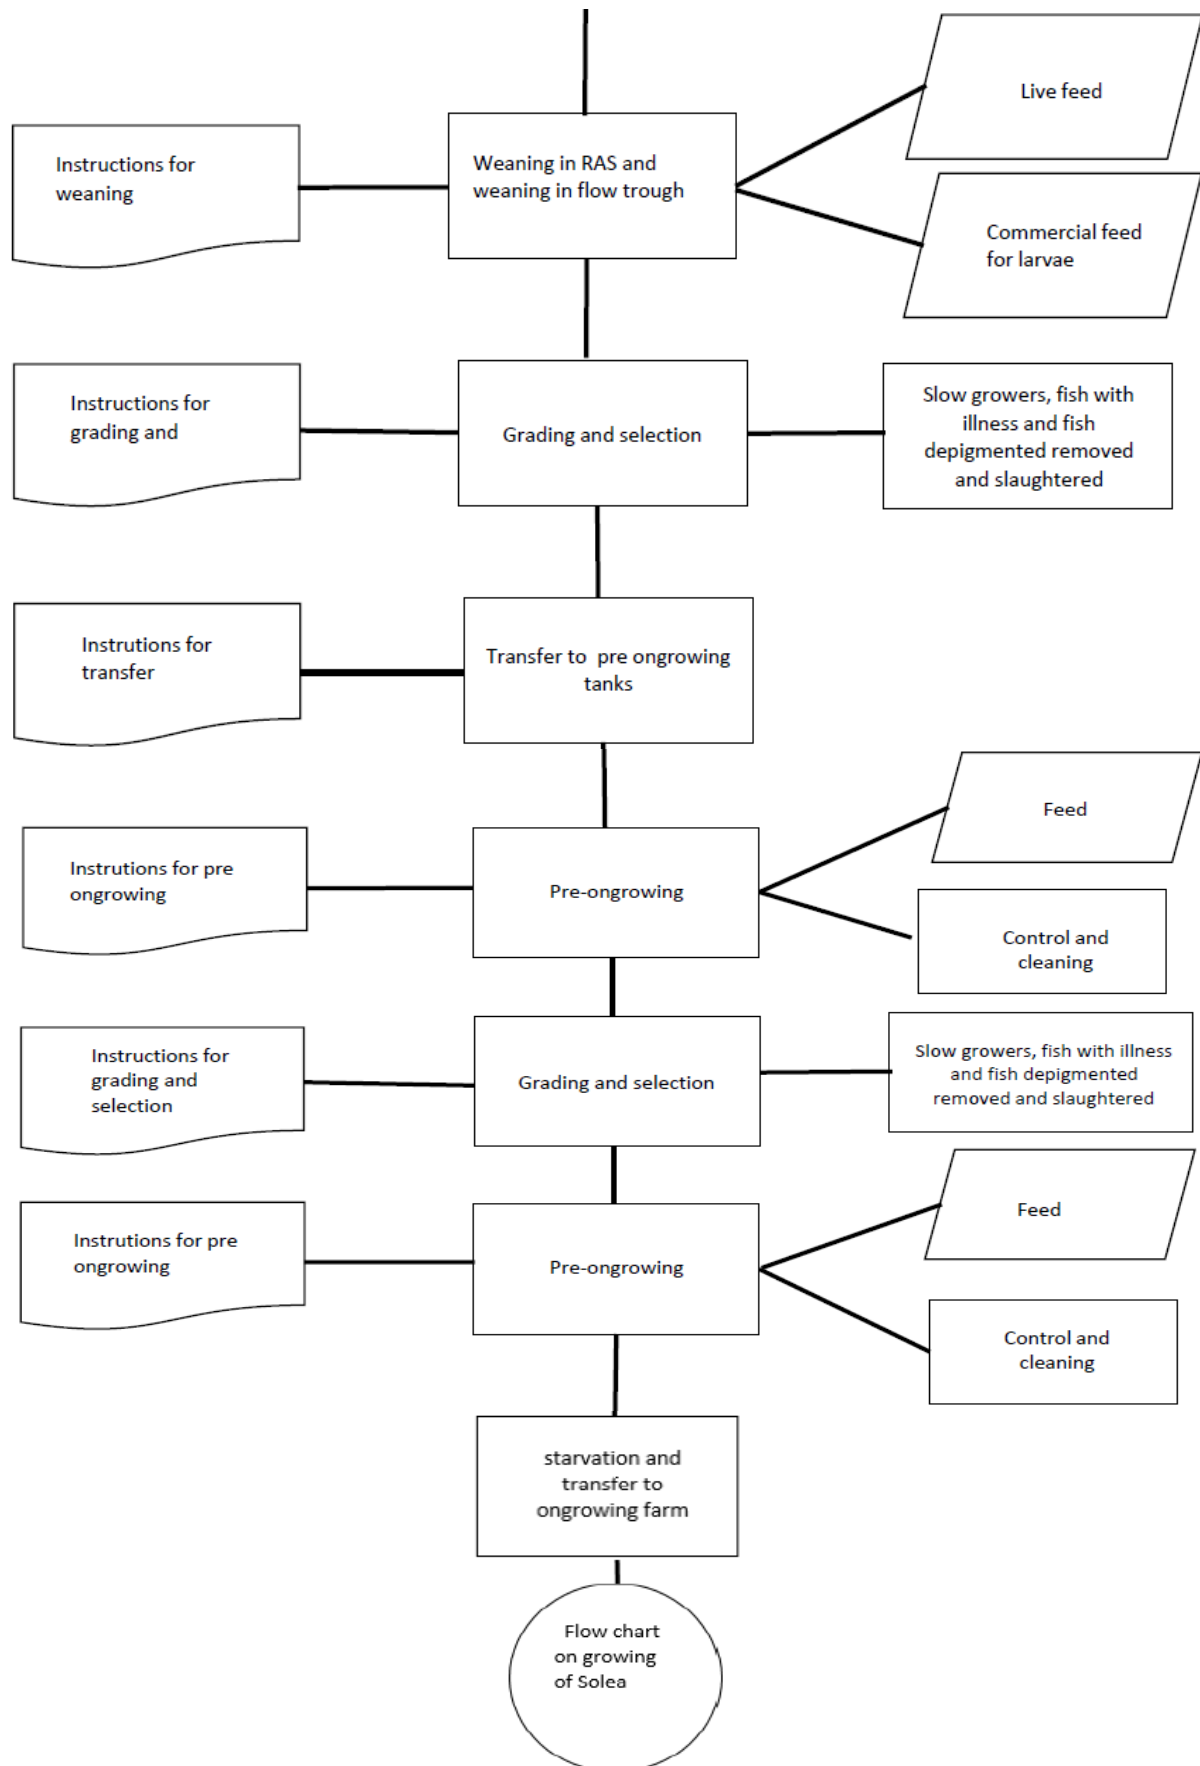 Live feed
Instructions for
weaning
Weaning in RAS and
weaning in flow trough
Commercial feed
for larvae
Instructions for
grading and
Grading and selection
Slow growers, fish with
illness and fish
depigmented removed
and slaughtered
Instrutions for
transfer
Transfer to pre ongrowing
tanks
Feed
Instrutions for pre
ongrowing
Pre-ongrowing
Control and
cleaning
Instructions for
grading and
selection
Grading and selection
Slow growers, fish with illness
and fish depigmented
removed and slaughtered
Feed
Instrutions for pre
ongrowing
Pre-ongrowing
Control and
cleaning
starvation and
transfer to
ongrowing farm
Flow chart
on growing
of Solea